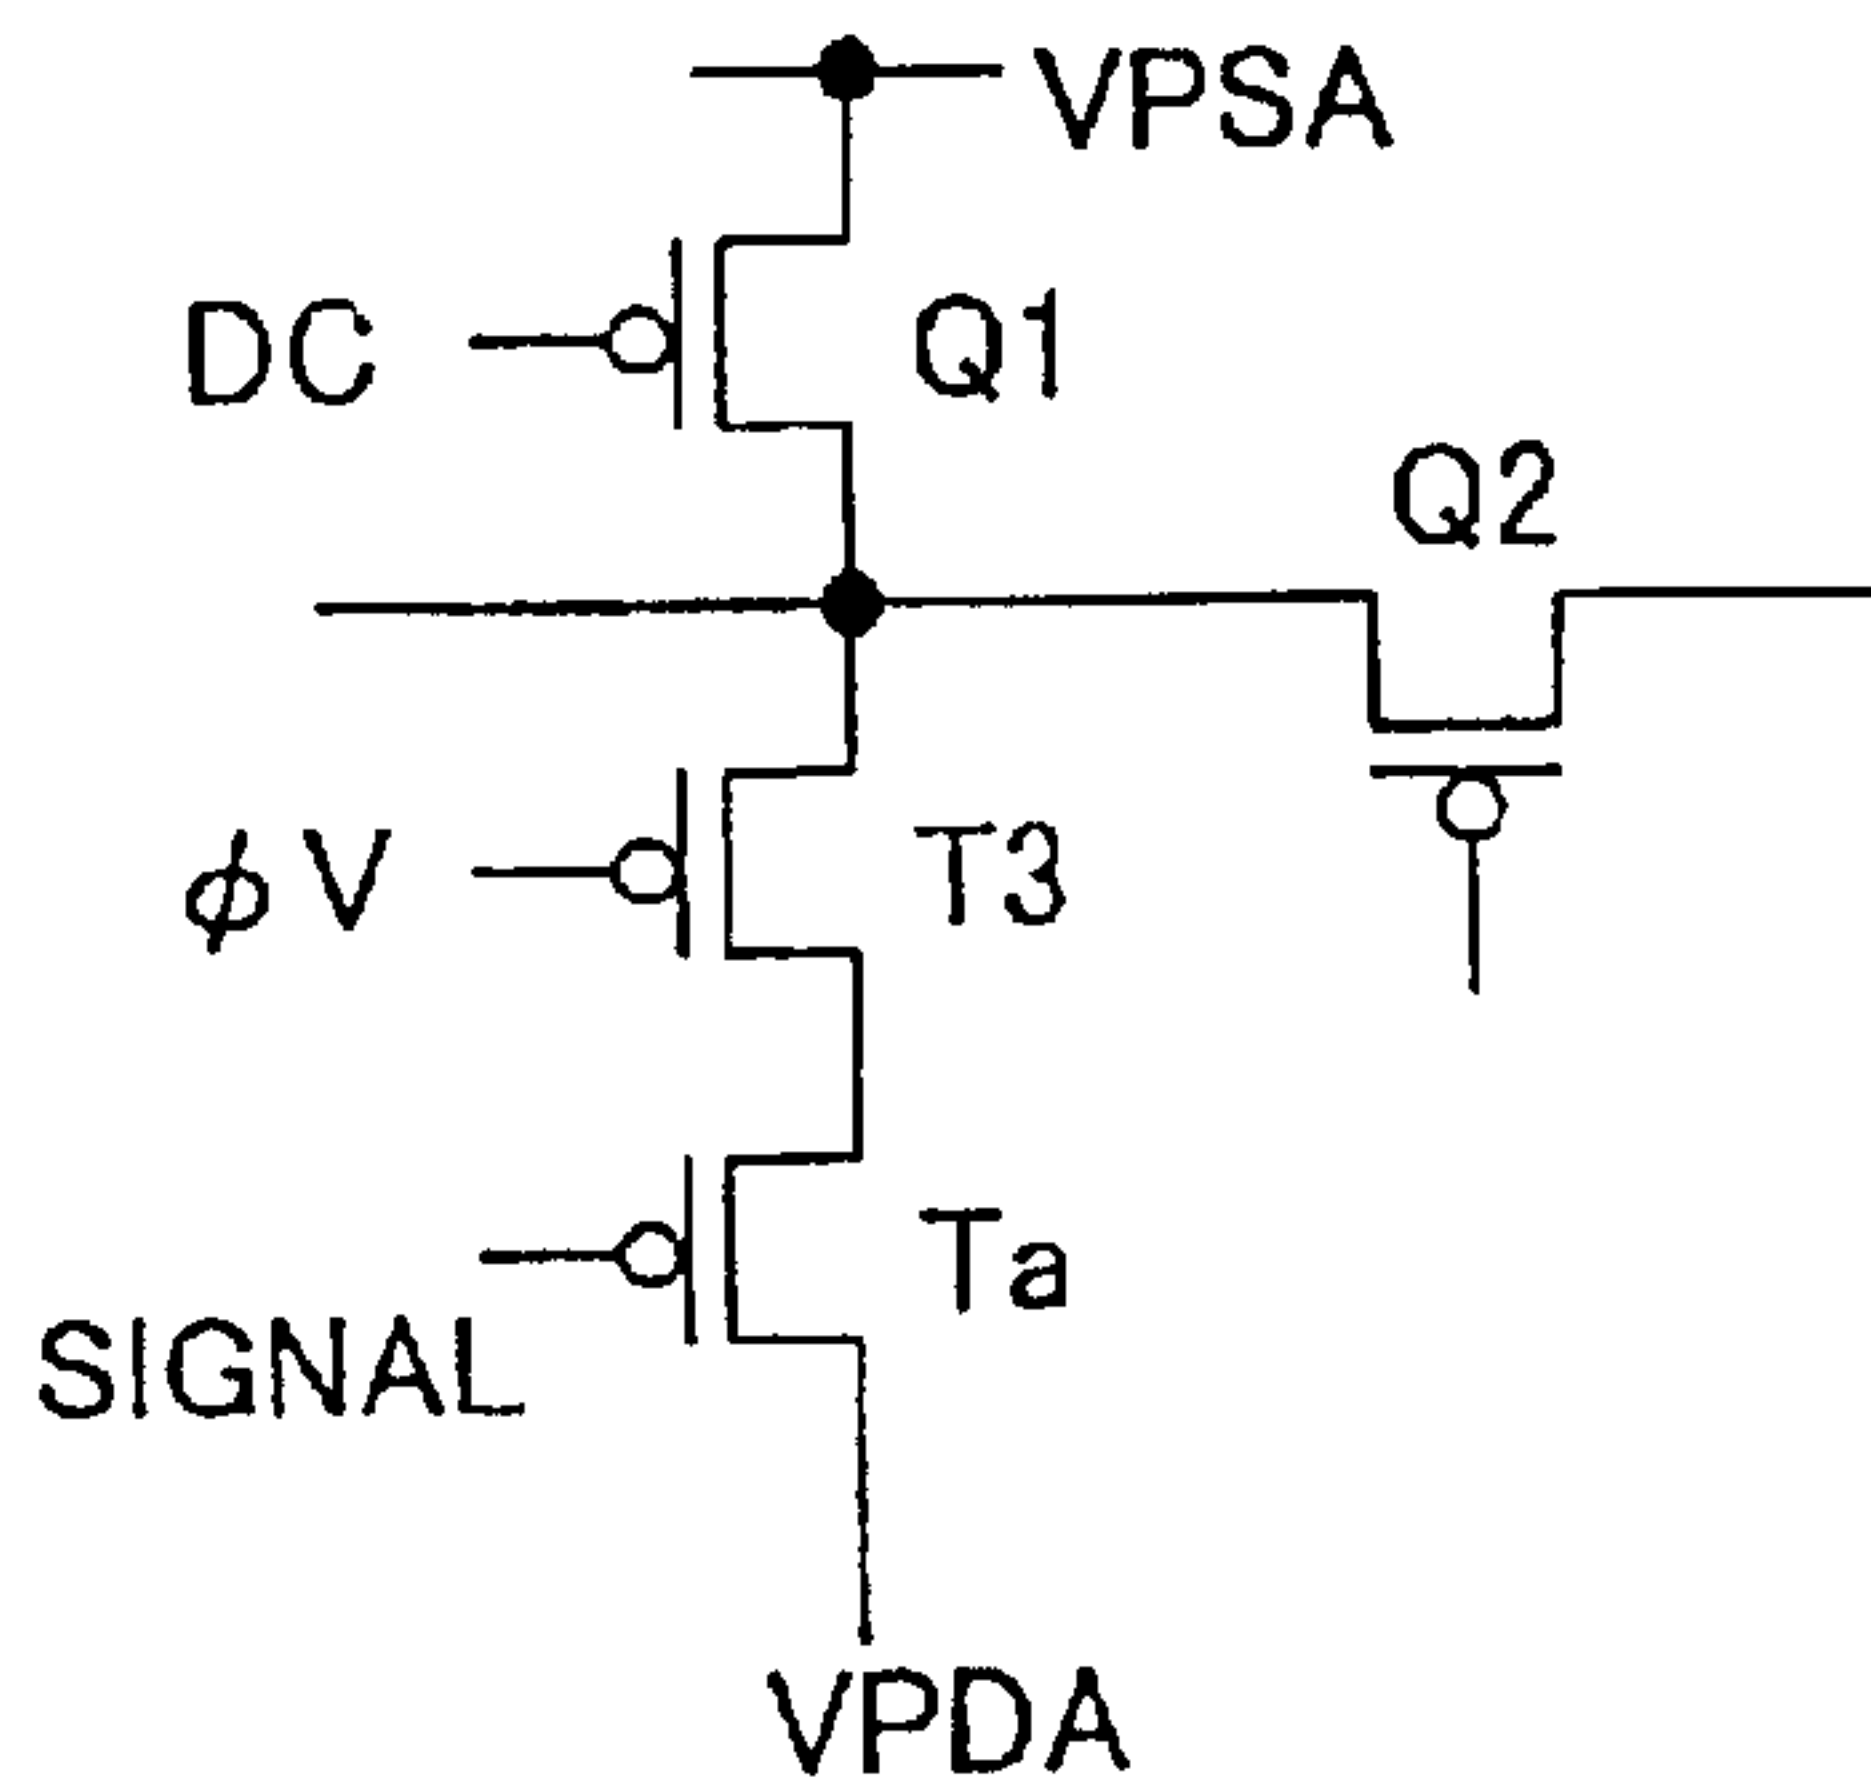 VPSA
DC
Q1
Q2
ϕV
T3
Ta
SIGNAL
VPDA